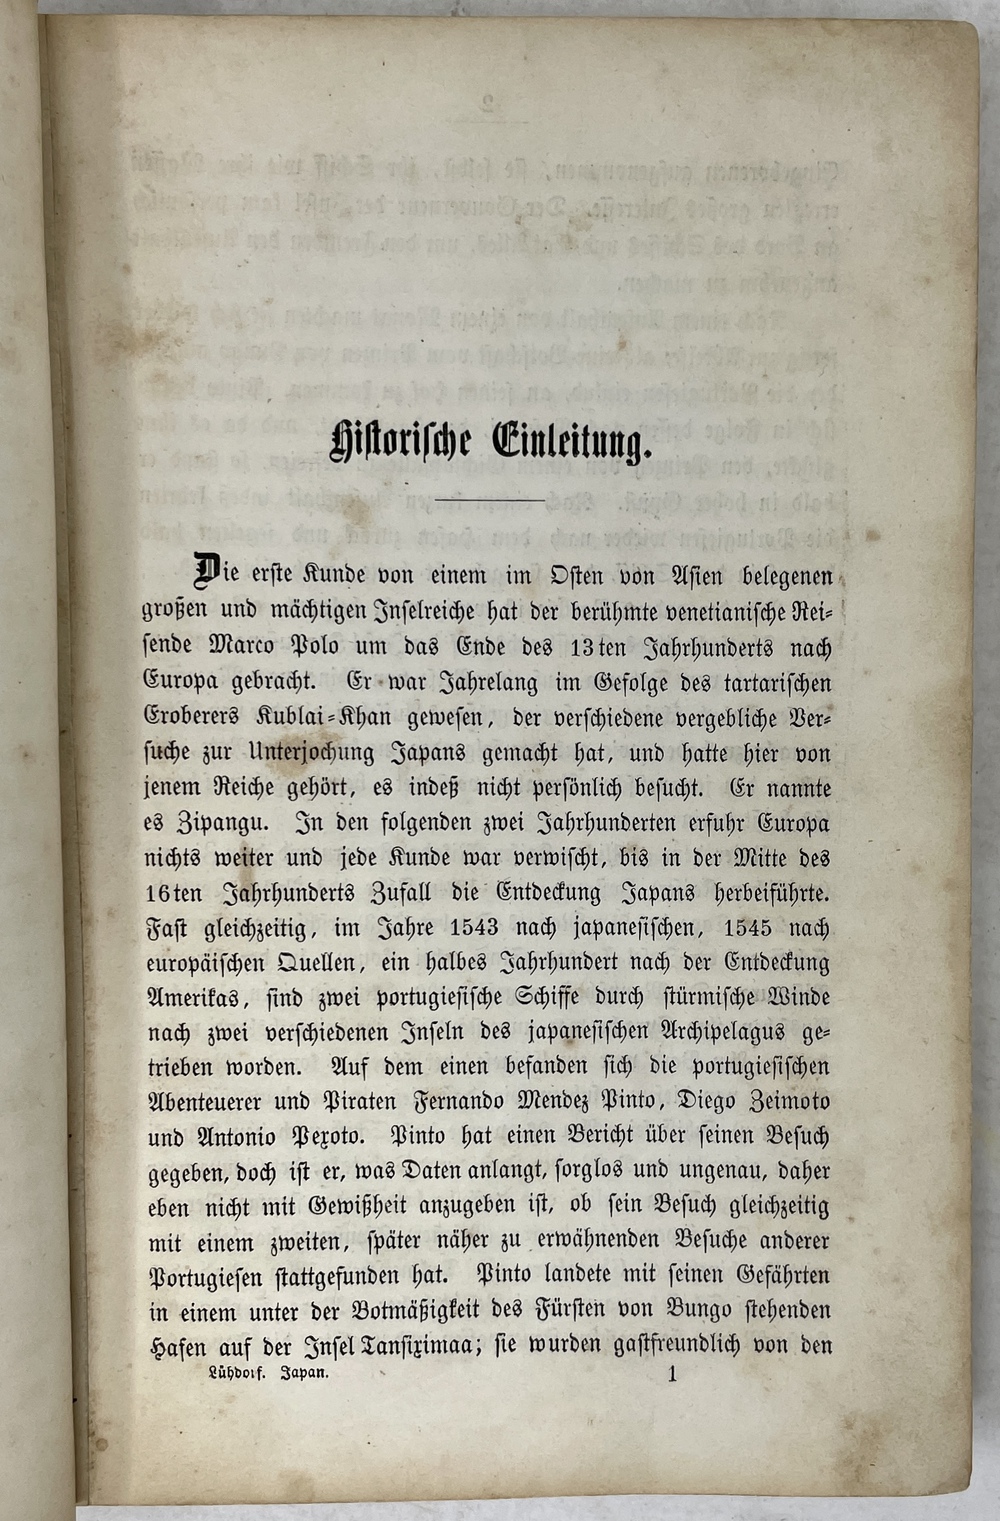 Historische Einleitung.
Die erste Kunde von einem im Osten von Asien belegenen
großen und mächtigen Inselreiche hat der berühmte venetianische Rei-
sende Marco Polo um das Ende des 13ten Jahrhunderts nach
Europa gebracht. Er war Jahrelang im Gefolge des tartarischen
Eroberers Kublai-Khan gewesen, der verschiedene vergebliche Ver-
suche zur Unterjochung Japans gemacht hat, und hatte hier von
jenem Reiche gehört, es indeß nicht persönlich besucht. Er nannte
es Zipangu. In den folgenden zwei Jahrhunderten erfuhr Europa
nichts weiter und jede Kunde war verwischt, bis in der Mitte des
16ten Jahrhunderts Zufall die Entdeckung Japans herbeiführte.
Fast gleichzeitig, im Jahre 1543 nach japanesischen, 1545 nach
europäischen Quellen, ein halbes Jahrhundert nach der Entdeckung
Amerikas, sind zwei portugiesische Schiffe durch stürmische Winde
nach zwei verschiedenen Inseln des japanesischen Archipelagus ge-
trieben worden. Auf dem einen befanden sich die portugiesischen
Abenteuerer und Piraten Fernando Mendez Pinto, Diego Zeimoto
und Antonio Pexoto. Pinto hat einen Bericht über seinen Besuch
gegeben, doch ist er, was Daten anlangt, sorglos und ungenau, daher
eben nicht mit Gewißheit anzugeben ist, ob sein Besuch gleichzeitig
mit einem zweiten, später näher zu erwähnenden Besuche anderer
Portugiesen stattgefunden hat. Pinto landete mit seinen Gefährten
in einem unter der Botmäßigkeit des Fürsten von Bungo stehenden
Hafen auf der Insel Tansiximaa; sie wurden gastfreundlich von den
Lühdorf. Japan. 1